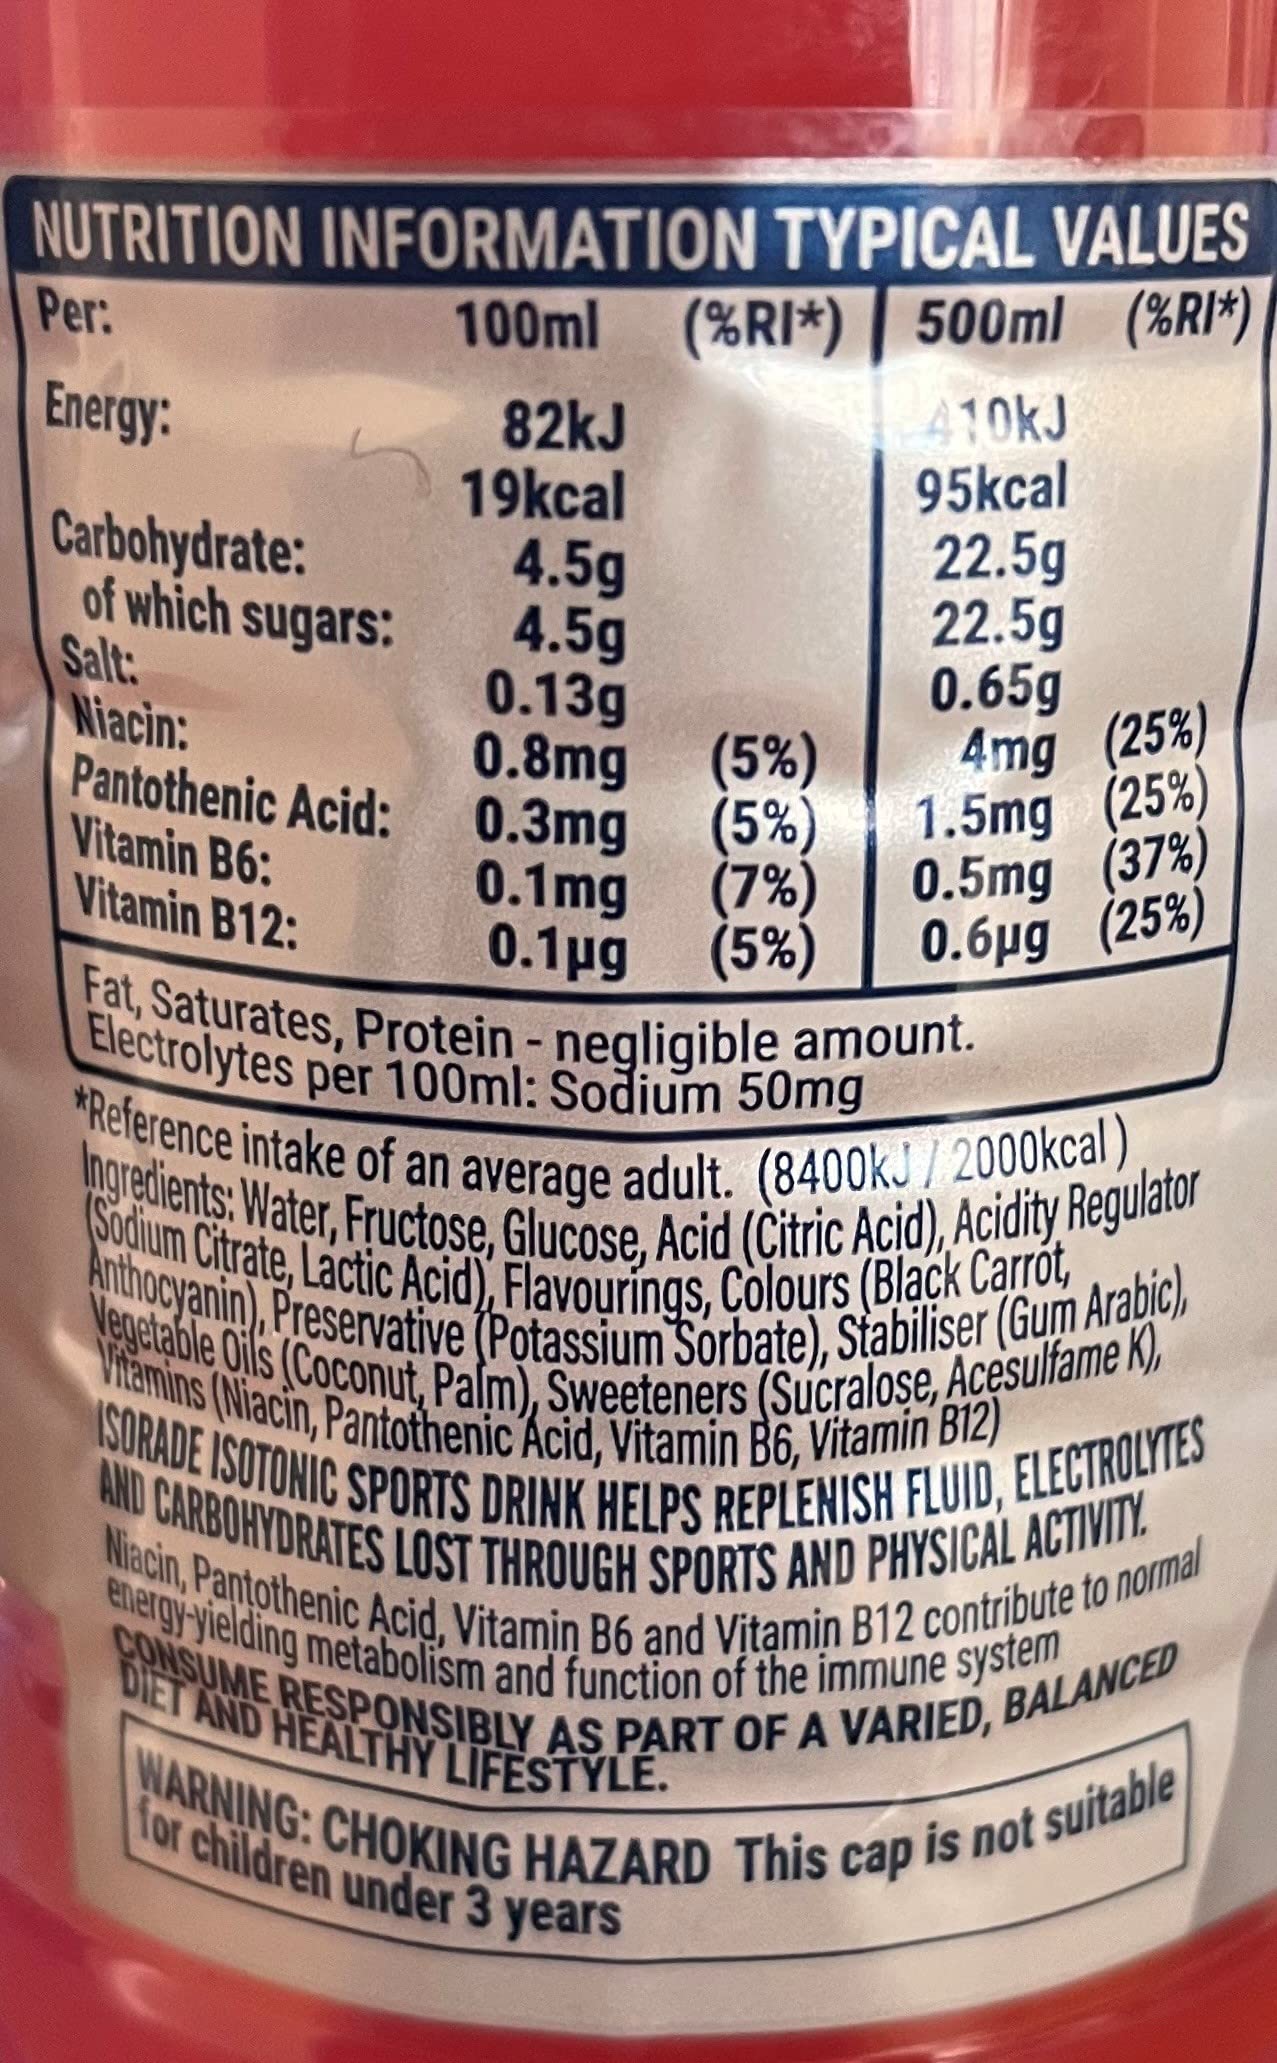 NUTRITION INFORMATION TYPICAL VALUES
Per: 100ml (%RI*) 500ml (%RI*)
Energy: 82kJ 410kJ
19kcal 95kcal
Carbohydrate: 4.5g 22.5g
of which sugars: 4.5g 22.5g
Salt: 0.13g 0.65g
Niacin: 0.8mg (5%) 4mg (25%)
Pantothenic Acid: 0.3mg (5%) 1.5mg (25%)
Vitamin B6: 0.1mg (7%) 0.5mg (37%)
Vitamin B12: 0.1µg (5%) 0.6µg (25%)
Fat, Saturates, Protein - negligible amount.
Electrolytes per 100ml: Sodium 50mg
*Reference intake of an average adult. (8400kJ / 2000kcal)
Ingredients: Water, Fructose, Glucose, Acid (Citric Acid), Acidity Regulator
(Sodium Citrate, Lactic Acid), Flavourings, Colours (Black Carrot,
Anthocyanin), Preservative (Potassium Sorbate), Stabiliser (Gum Arabic),
Vegetable Oils (Coconut, Palm), Sweeteners (Sucralose, Acesulfame K),
Vitamins (Niacin, Pantothenic Acid, Vitamin B6, Vitamin B12)
ISORADE ISOTONIC SPORTS DRINK HELPS REPLENISH FLUID, ELECTROLYTES
AND CARBOHYDRATES LOST THROUGH SPORTS AND PHYSICAL ACTIVITY.
Niacin, Pantothenic Acid, Vitamin B6 and Vitamin B12 contribute to normal
energy-yielding metabolism and function of the immune system
CONSUME RESPONSIBLY AS PART OF A VARIED, BALANCED
DIET AND HEALTHY LIFESTYLE.
WARNING: CHOKING HAZARD This cap is not suitable
for children under 3 years